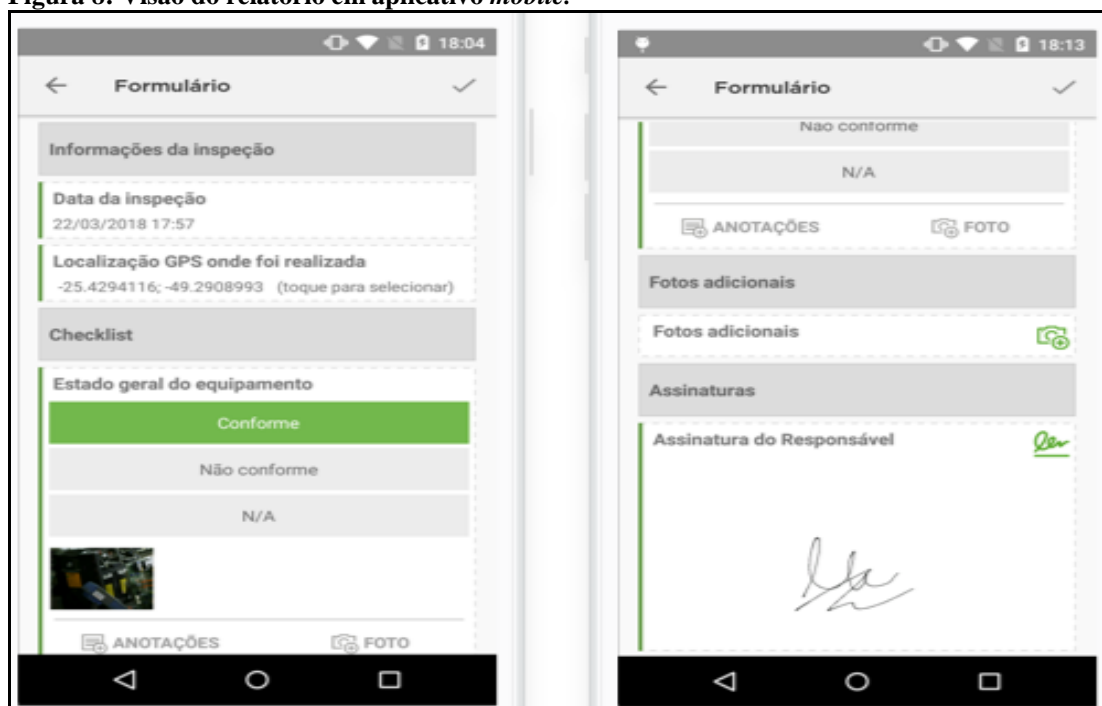 Figura 8: Visão do relatório em aplicativo mobile.
18:04
Formulário
Informações da inspeção
Data da inspeção
22/03/2018 17:57
Localização GPS onde foi realizada
-25.4294116; -49.2908993 (toque para selecionar)
Checklist
Estado geral do equipamento
Conforme
Não conforme
N/A
ANOTAÇÕES FOTO
18:13
Formulário
Não conforme
N/A
ANOTAÇÕES FOTO
Fotos adicionais
Fotos adicionais
Assinaturas
Assinatura do Responsável